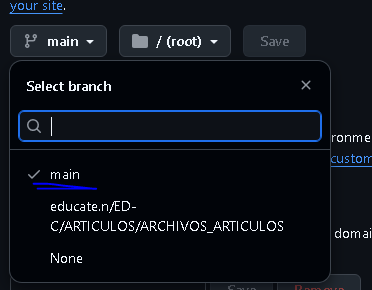 your site.
main
/ (root)
Save
Select branch
main
educate.n/ED-
C/ARTICULOS/ARCHIVOS_ARTICULOS
None
ronme
custom
domai
Save
Remove